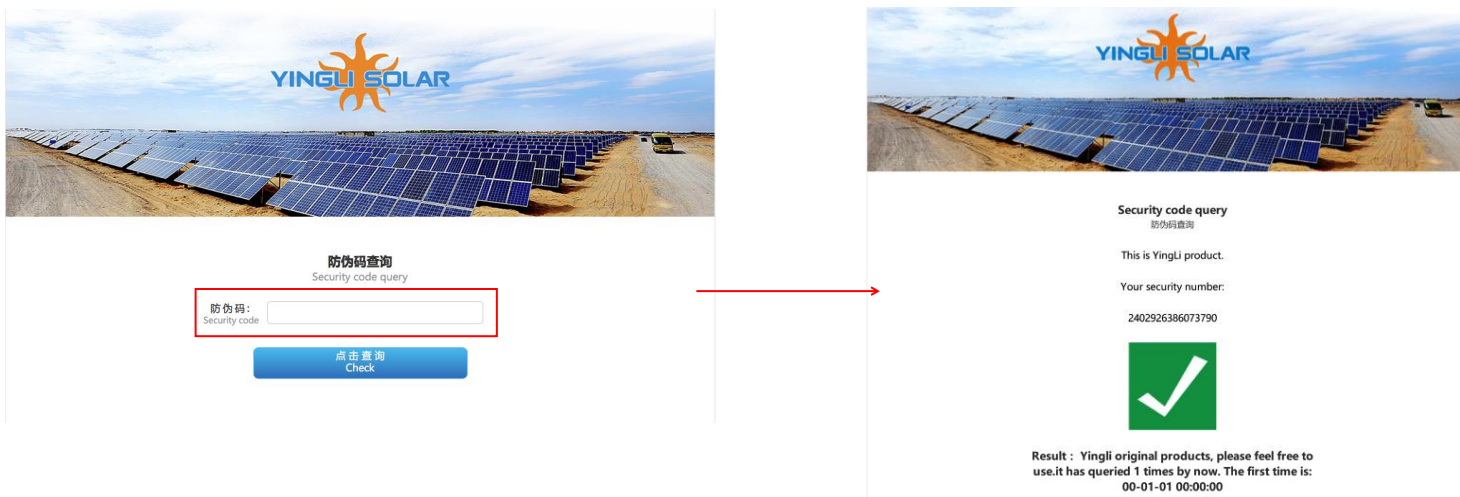 YINGLI SOLAR
防伪码查询
Security code query
防伪码：
Security code
点击查询
Check
YINGLI SOLAR
Security code query
防伪码查询
This is YingLi product.
Your security number:
2402926386073790
Result： Yingli original products, please feel free to
use.it has queried 1 times by now. The first time is:
00-01-01 00:00:00